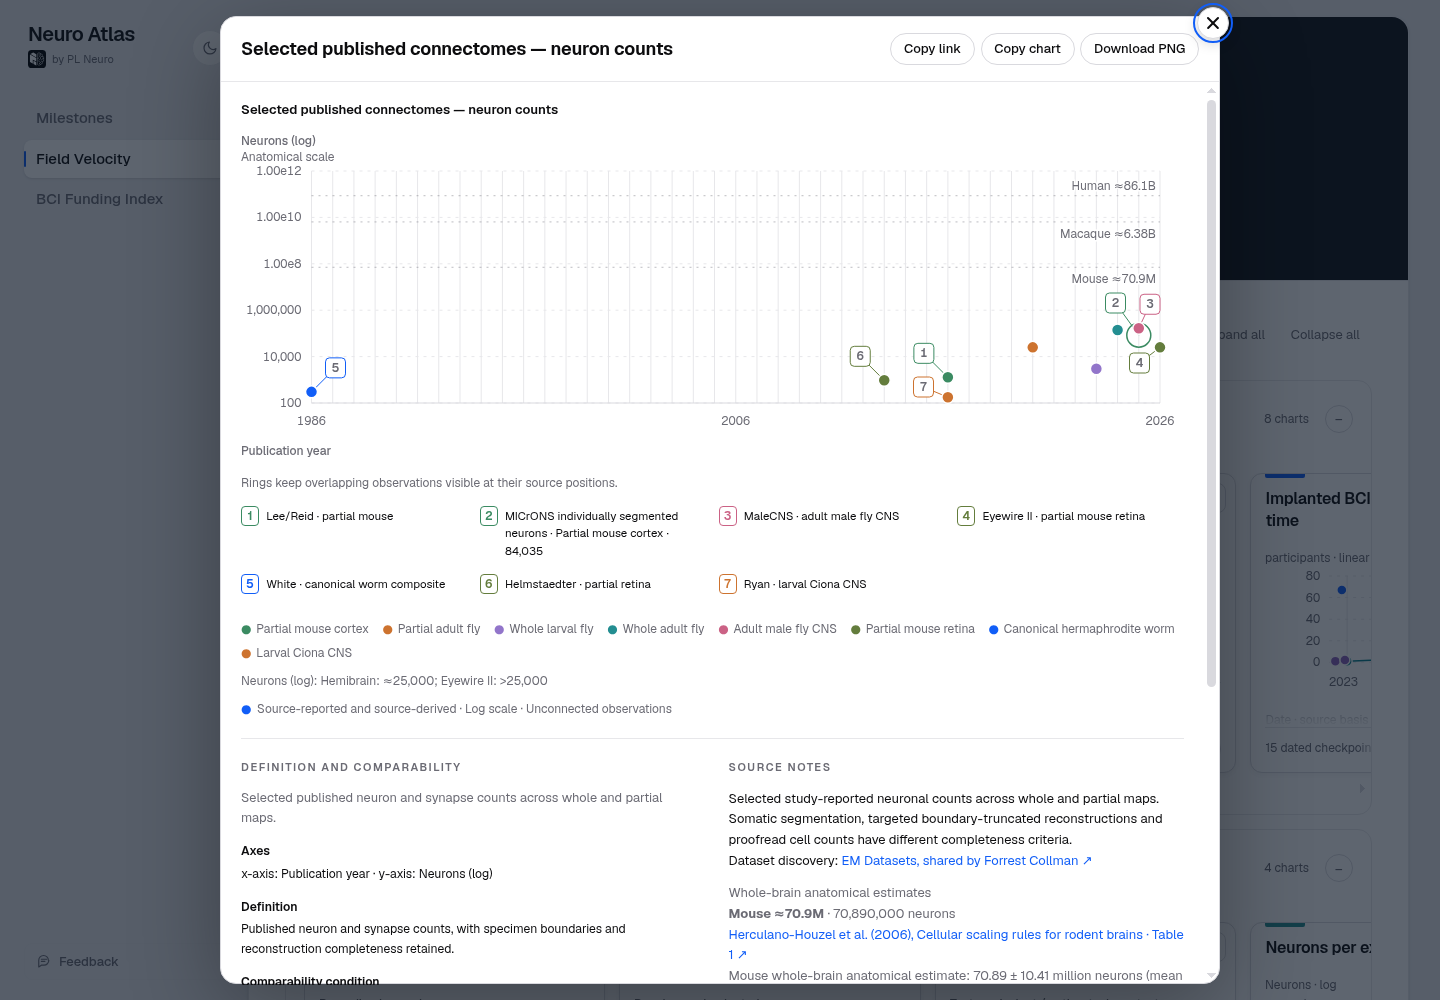 Neuro Atlas
by PL Neuro
Milestones
Field Velocity
BCI Funding Index
Feedback
Selected published connectomes — neuron counts
Copy link
Copy chart
Download PNG
Selected published connectomes — neuron counts
Neurons (log)
Anatomical scale
1.00e12
1.00e10
1.00e8
1,000,000
10,000
100
Human ≈86.1B
Macaque ≈6.38B
Mouse ≈70.9M
5
6
1
7
2
3
4
1986
2006
2026
Publication year
Rings keep overlapping observations visible at their source positions.
1 Lee/Reid · partial mouse
2 MICrONS individually segmented
neurons · Partial mouse cortex ·
84,035
3 MaleCNS · adult male fly CNS
4 Eyewire II · partial mouse retina
5 White · canonical worm composite
6 Helmstaedter · partial retina
7 Ryan · larval Ciona CNS
Partial mouse cortex
Partial adult fly
Whole larval fly
Whole adult fly
Adult male fly CNS
Partial mouse retina
Canonical hermaphrodite worm
Larval Ciona CNS
Neurons (log): Hemibrain: ≈25,000; Eyewire II: >25,000
Source-reported and source-derived · Log scale · Unconnected observations
DEFINITION AND COMPARABILITY
Selected published neuron and synapse counts across whole and partial
maps.
Axes
x-axis: Publication year · y-axis: Neurons (log)
Definition
Published neuron and synapse counts, with specimen boundaries and
reconstruction completeness retained.
Comparability condition
SOURCE NOTES
Selected study-reported neuronal counts across whole and partial maps.
Somatic segmentation, targeted boundary-truncated reconstructions and
proofread cell counts have different completeness criteria.
Dataset discovery: EM Datasets, shared by Forrest Collman ↗
Whole-brain anatomical estimates
Mouse ≈70.9M · 70,890,000 neurons
Herculano-Houzel et al. (2006), Cellular scaling rules for rodent brains · Table
1 ↗
Mouse whole-brain anatomical estimate: 70.89 ± 10.41 million neurons (mean
pand all
Collapse all
8 charts
Implanted BCI
time
participants · linear
80
60
40
20
0
2023
Date · source basis
15 dated checkpoin
4 charts
Neurons per e
Neurons · log